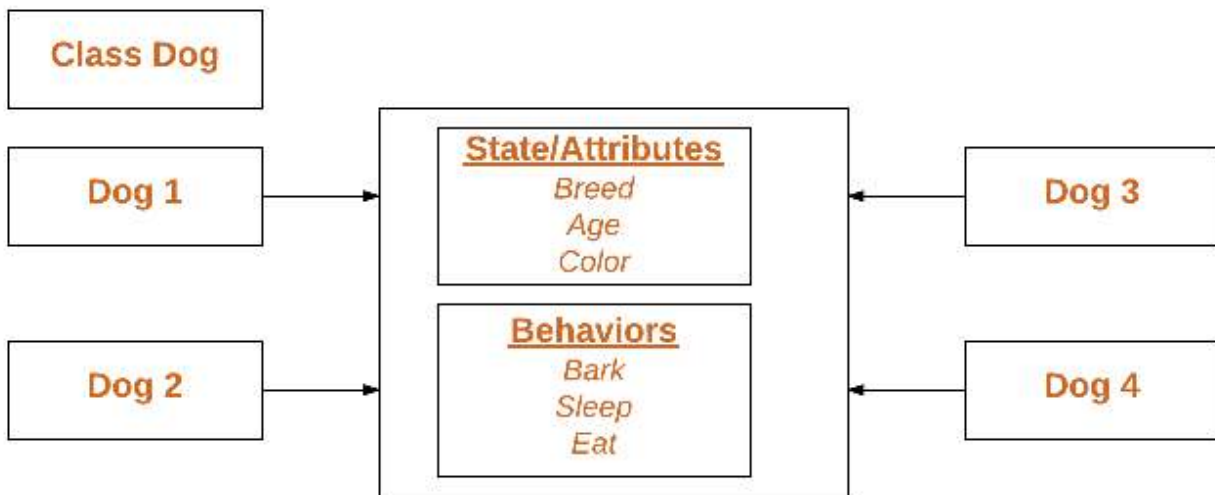 Class Dog
Dog 1
Dog 2
State/Attributes
Breed
Age
Color
Behaviors
Bark
Sleep
Eat
Dog 3
Dog 4